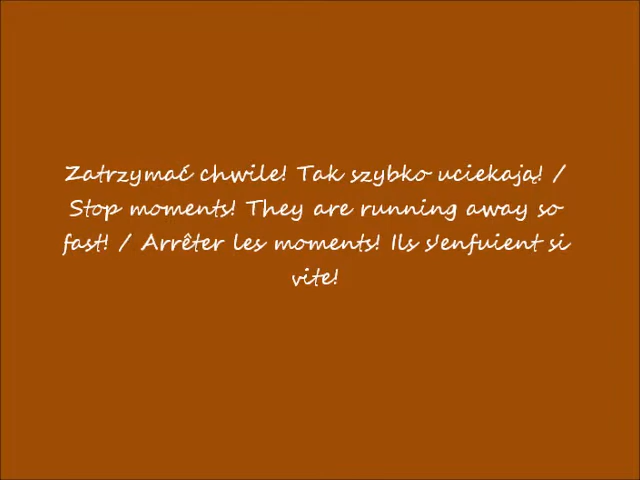 Zatrzymać chwile! Tak szybko uciekają! /
Stop moments! They are running away so
fast! / Arrêter les moments! Ils s'enfuient si
vite!